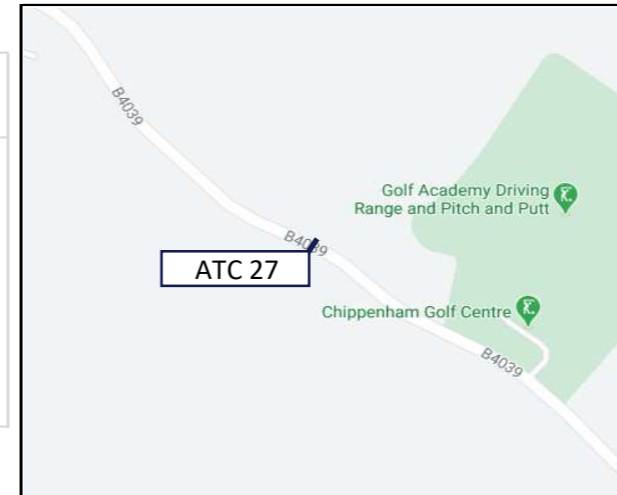 B4039
Golf Academy Driving
Range and Pitch and Putt
B4039
ATC 27
Chippenham Golf Centre
B4039